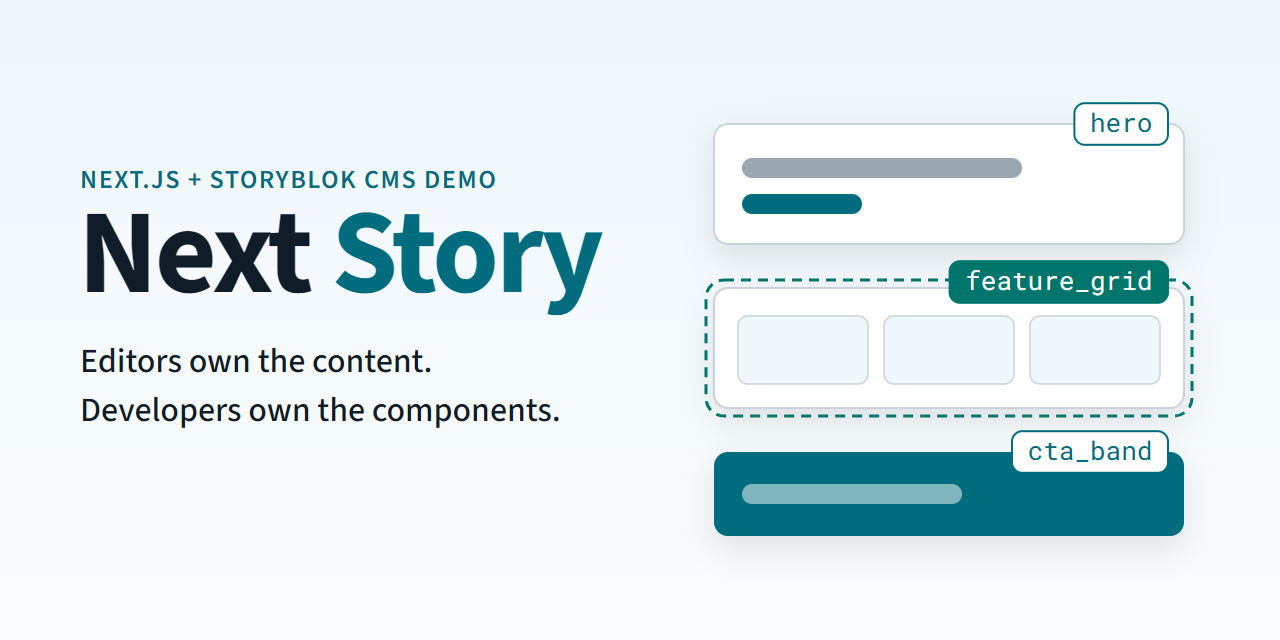 NEXT.JS + STORYBLOK CMS DEMO
Next Story
Editors own the content.
Developers own the components.
hero
feature_grid
cta_band